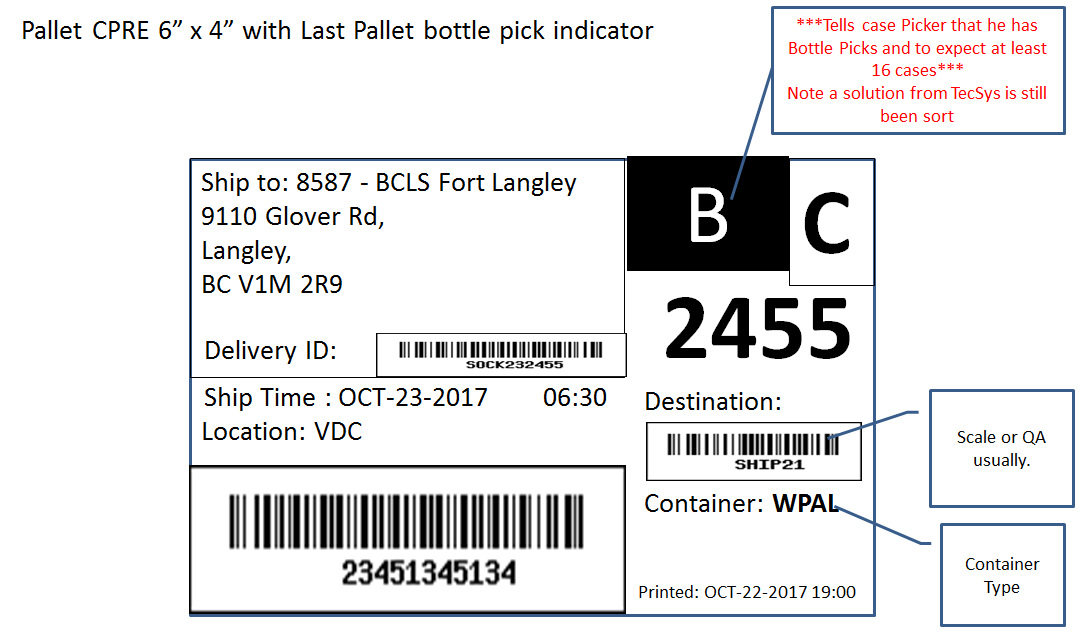 Pallet CPRE 6” x 4” with Last Pallet bottle pick indicator
***Tells case Picker that he has
Bottle Picks and to expect at least
16 cases***
Note a solution from TecSys is still
been sort
Ship to: 8587 - BCLS Fort Langley
9110 Glover Rd,
Langley,
BC V1M 2R9
Delivery ID:
SOCK232455
B
C
2455
Ship Time : OCT-23-2017 06:30
Location: VDC
23451345134
Destination:
SHIP21
Container: WPAL
Printed: OCT-22-2017 19:00
Scale or QA
usually.
Container
Type